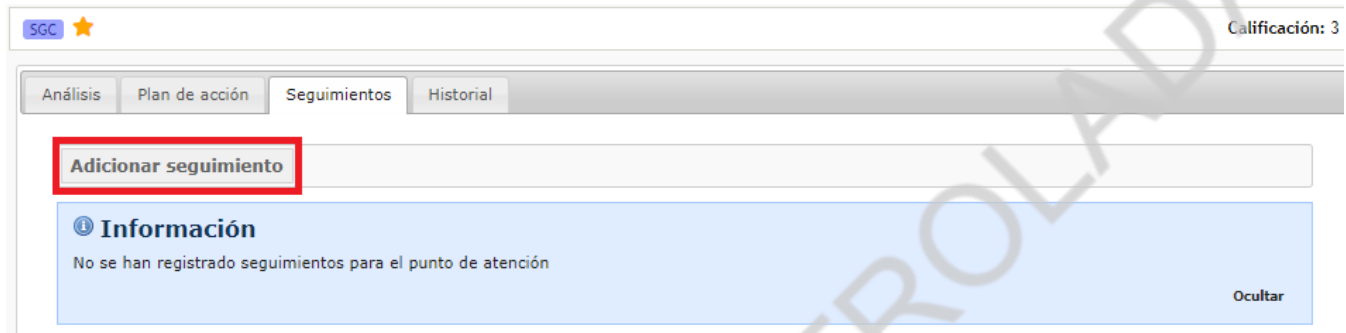 SGC Calificación: 3
Análisis Plan de acción Seguimientos Historial
Adicionar seguimiento
Información
No se han registrado seguimientos para el punto de atención
Ocultar